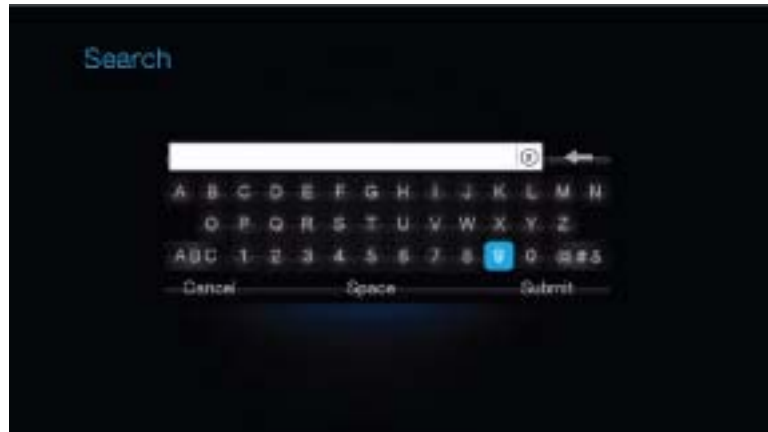 Search
A B C D E F G H I J K L M N
O P Q R S T U V W X Y Z
ABC 1 2 3 4 5 6 7 8 9 0 @#&
Cancel Space Submit